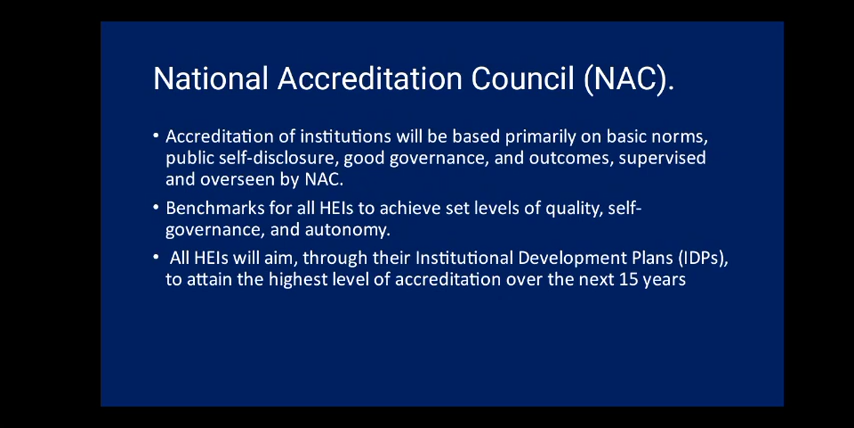 National Accreditation Council (NAC).
• Accreditation of institutions will be based primarily on basic norms,
public self-disclosure, good governance, and outcomes, supervised
and overseen by NAC.
• Benchmarks for all HEIs to achieve set levels of quality, self-
governance, and autonomy.
• All HEIs will aim, through their Institutional Development Plans (IDPs),
to attain the highest level of accreditation over the next 15 years